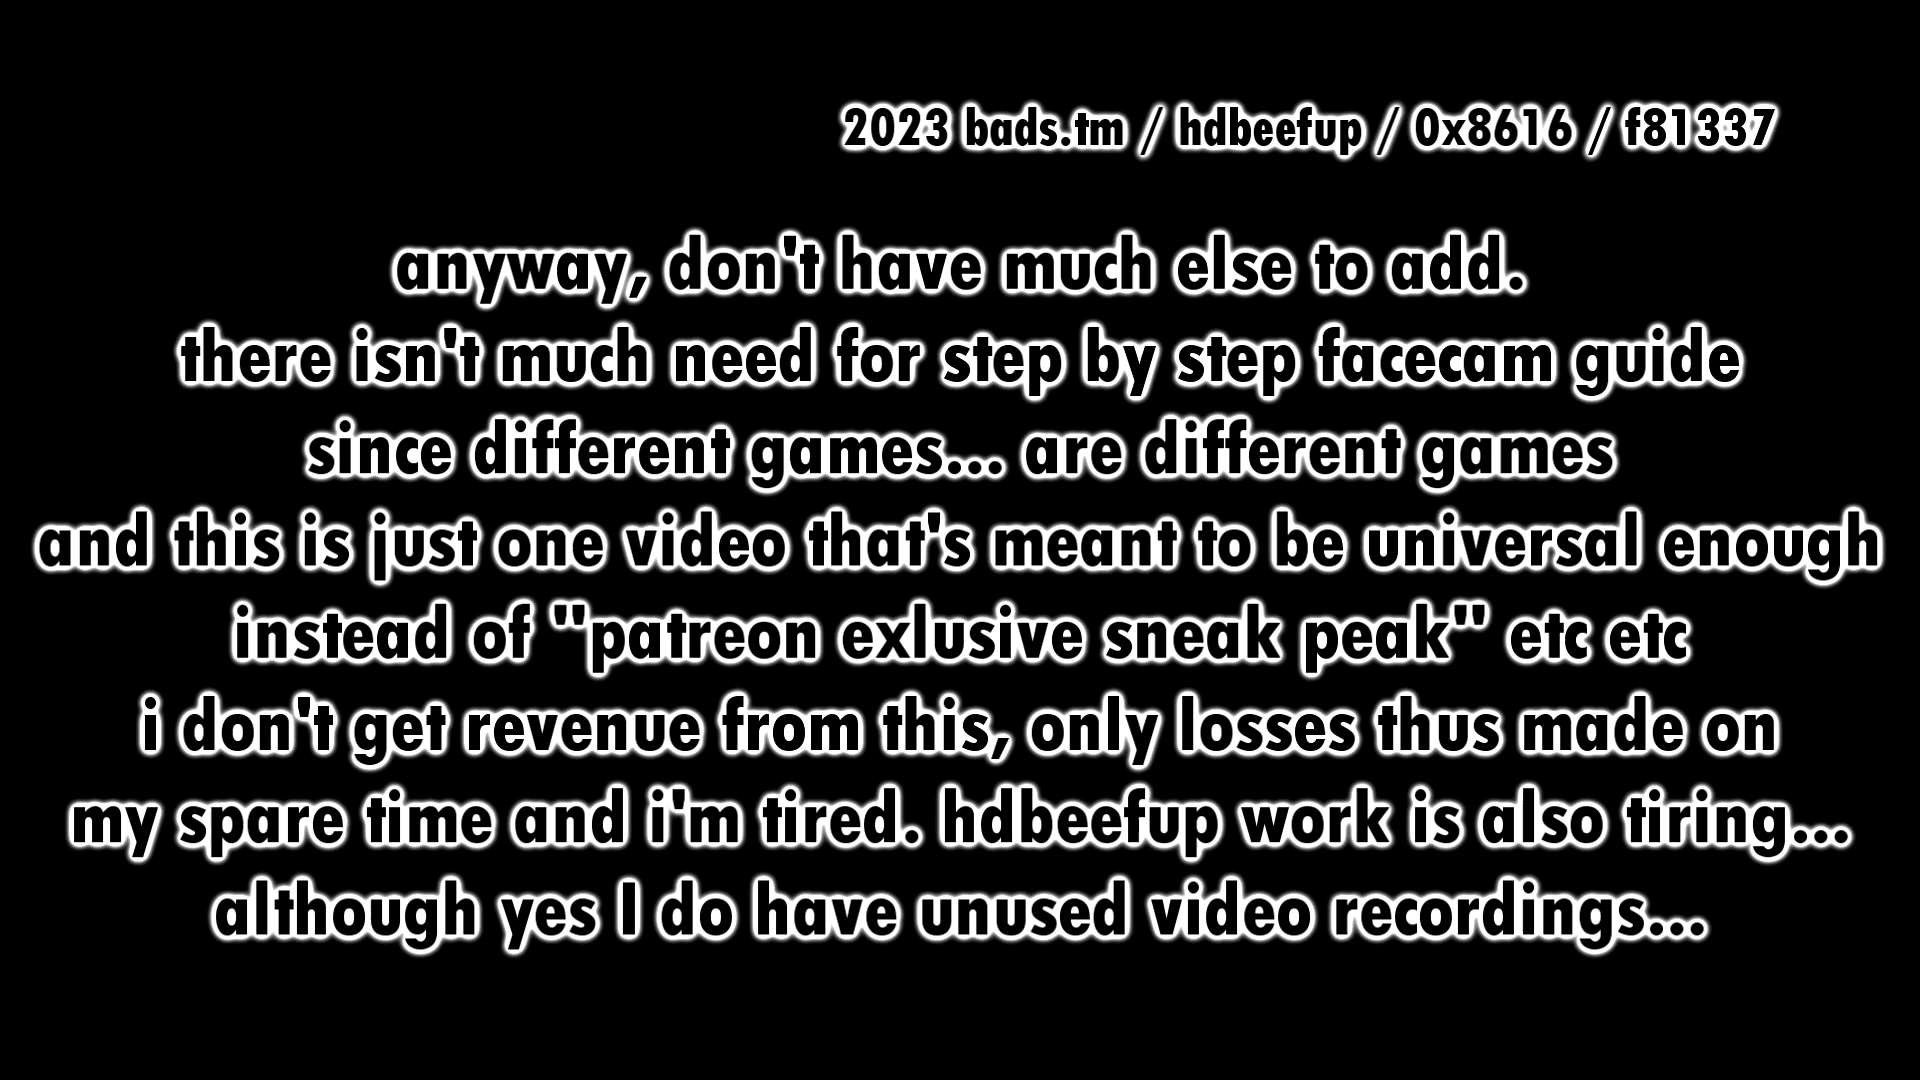 2023 bads.tm / hdbeefup / 0x8616 / f81337
anyway, don't have much else to add.
there isn't much need for step by step facecam guide
since different games... are different games
and this is just one video that's meant to be universal enough
instead of "patreon exlusive sneak peak" etc etc
i don't get revenue from this, only losses thus made on
my spare time and i'm tired. hdbeefup work is also tiring...
although yes I do have unused video recordings...